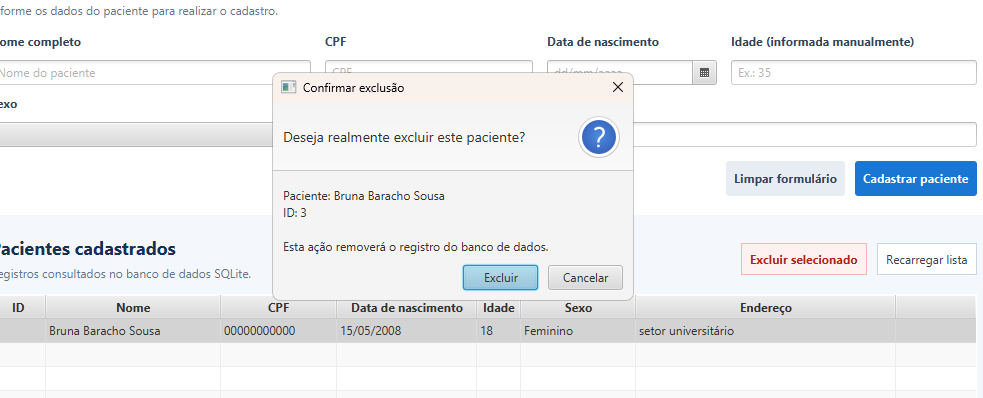 forme os dados do paciente para realizar o cadastro.
ome completo
CPF
Data de nascimento
Idade (informada manualmente)
Nome do paciente
CPF
dd/mm/aaaa
Ex.: 35
exo
Confirmar exclusão
Deseja realmente excluir este paciente?
?
Paciente: Bruna Baracho Sousa
ID: 3
Esta ação removerá o registro do banco de dados.
Excluir
Cancelar
Limpar formulário
Cadastrar paciente
Pacientes cadastrados
egistros consultados no banco de dados SQLite.
Excluir selecionado
Recarregar lista
ID Nome CPF Data de nascimento Idade Sexo Endereço
Bruna Baracho Sousa 00000000000 15/05/2008 18 Feminino setor universitário